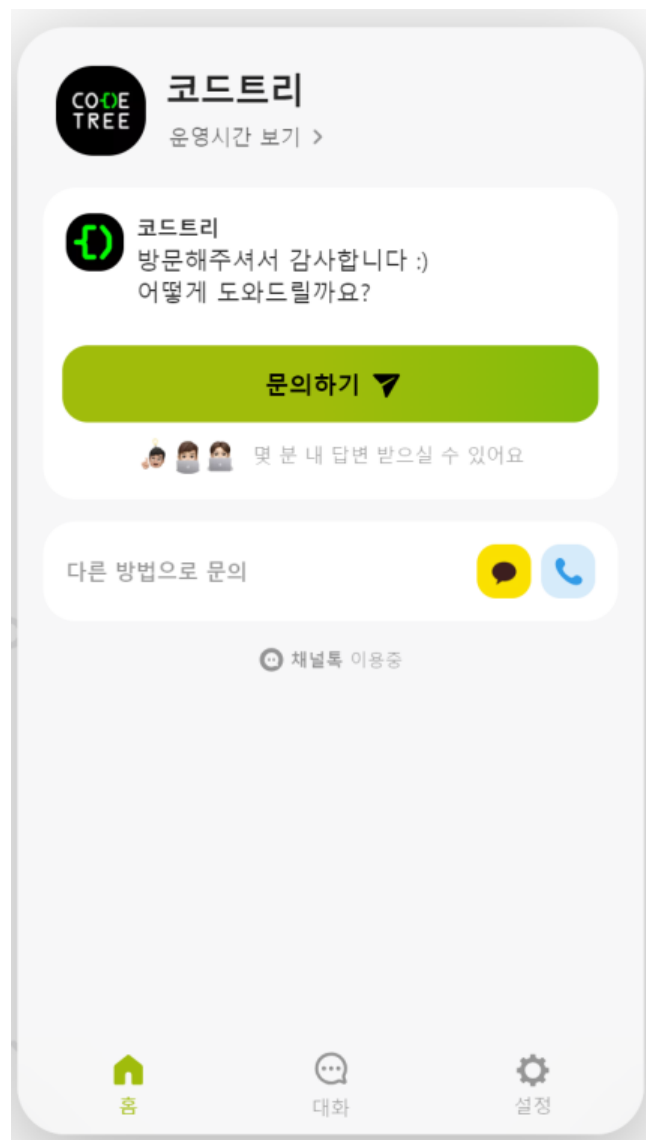 CODE
TREE
코드트리
운영시간 보기 >
코드트리
방문해주셔서 감사합니다 :)
어떻게 도와드릴까요?
문의하기
몇 분 내 답변 받으실 수 있어요
다른 방법으로 문의
채널톡 이용중
홈
대화
설정